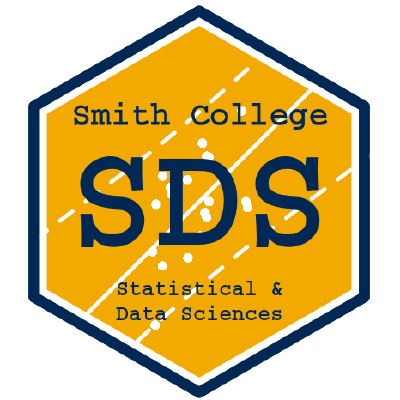 Smith College
SDS
Statistical &
Data Sciences